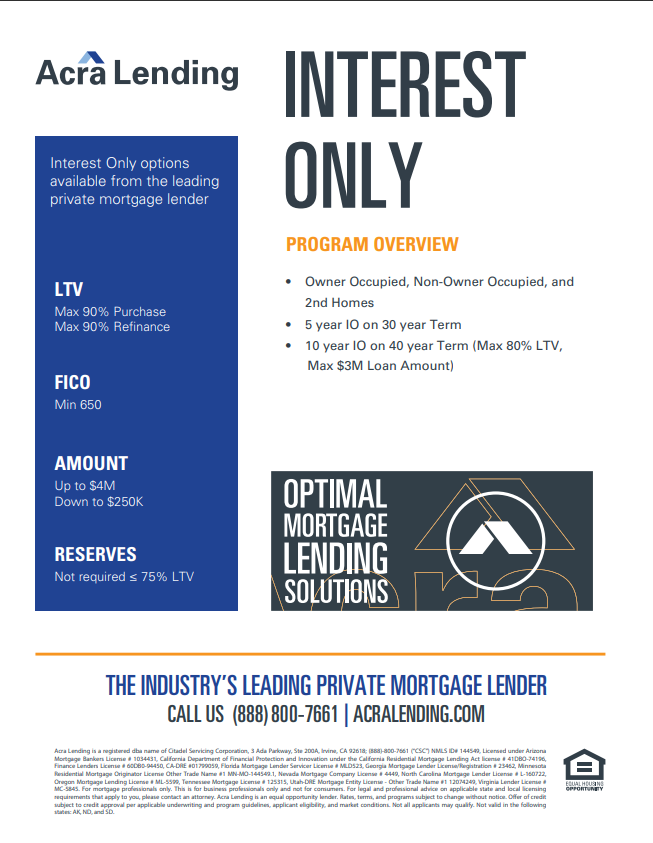 Acra Lending
INTEREST
ONLY
Interest Only options
available from the leading
private mortgage lender
LTV
Max 90% Purchase
Max 90% Refinance
FICO
Min 650
AMOUNT
Up to $4M
Down to $250K
RESERVES
Not required ≤ 75% LTV
PROGRAM OVERVIEW
• Owner Occupied, Non-Owner Occupied, and
2nd Homes
• 5 year IO on 30 year Term
• 10 year IO on 40 year Term (Max 80% LTV,
Max $3M Loan Amount)
OPTIMAL
MORTGAGE
LENDING
SOLUTIONS
THE INDUSTRY'S LEADING PRIVATE MORTGAGE LENDER
CALL US (888) 800-7661 | ACRALENDING.COM
Acra Lending is a registered dba name of Citadel Servicing Corporation, 3 Ada Parkway, Ste 200A, Irvine, CA 92618; (888)-800-7661 ("CSC") NMLS ID# 144549, Licensed under Arizona
Mortgage Bankers License # 1034431, California Department of Financial Protection and Innovation under the California Residential Mortgage Lending Act license # 41DBO-74196,
Finance Lenders License # 60DB0-94450, CA-DRE #01799059, Florida Mortgage Lender Servicer License # MLD523, Georgia Mortgage Lender License/Registration # 23462, Minnesota
Residential Mortgage Originator License Other Trade Name #1 MN-MO-144549.1, Nevada Mortgage Company License # 4449, North Carolina Mortgage Lender License # L-160722,
Oregon Mortgage Lending License # ML-5599, Tennessee Mortgage License # 125315, Utah-DRE Mortgage Entity License - Other Trade Name #1 12074249, Virginia Lender License #
MC-5845. For mortgage professionals only. This is for business professionals only and not for consumers. For legal and professional advice on applicable state and local licensing
requirements that apply to you, please contact an attorney. Acra Lending is an equal opportunity lender. Rates, terms, and programs subject to change without notice. Offer of credit
subject to credit approval per applicable underwriting and program guidelines, applicant eligibility, and market conditions. Not all applicants may qualify. Not valid in the following
states: AK, ND, and SD.
EQUAL HOUSING
OPPORTUNITY